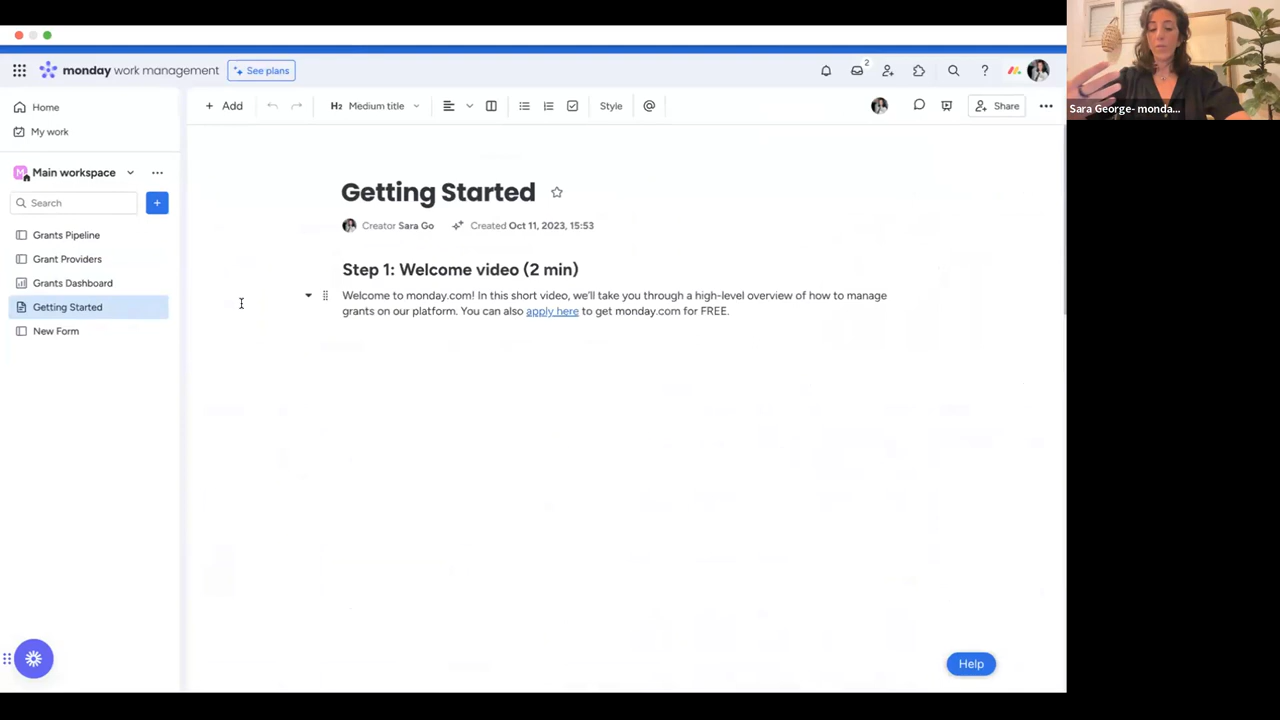 monday work management
See plans
2
Home
My work
M
Main workspace
Search
Grants Pipeline
Grant Providers
Grants Dashboard
Getting Started
New Form
+ Add
H2 Medium title
Style
Share
Getting Started
Creator Sara Go
Created Oct 11, 2023, 15:53
Step 1: Welcome video (2 min)
Welcome to monday.com! In this short video, we'll take you through a high-level overview of how to manage
grants on our platform. You can also apply here to get monday.com for FREE.
Help
Sara George- monda...